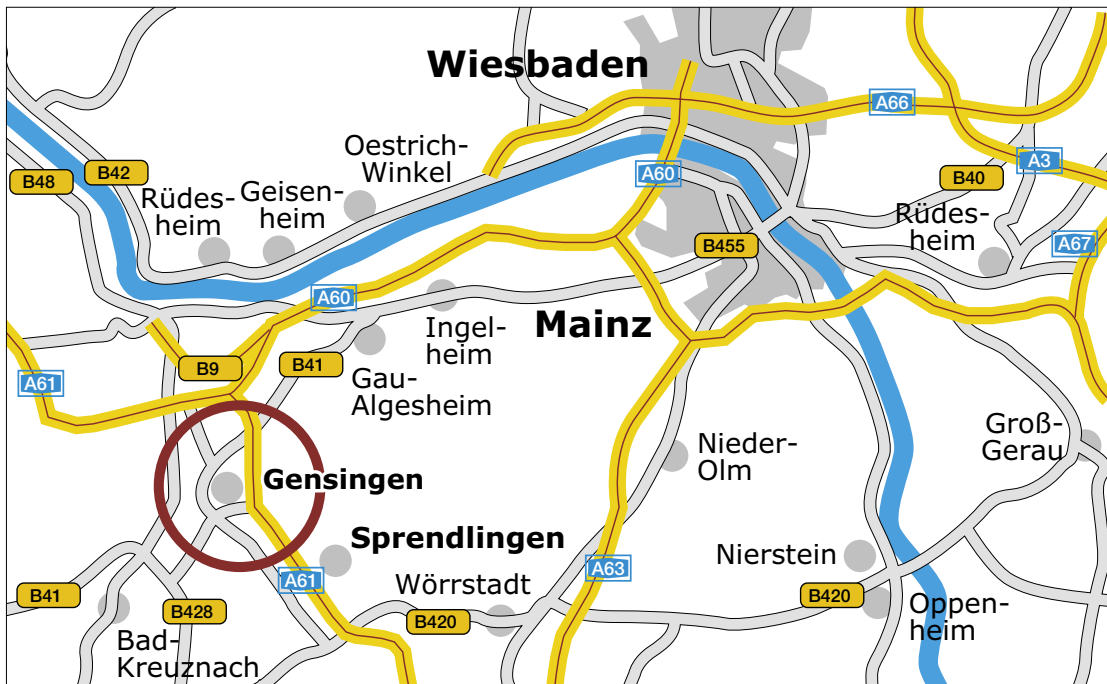 Wiesbaden
A66
Oestrich-
Winkel
A3
B48
B42
A60
B40
Rüdes-
heim
Geisen-
heim
Rüdes-
heim
B455
A67
A60
Mainz
Ingel-
heim
B9
B41
A61
Gau-
Algesheim
Groß-
Gerau
Nieder-
Olm
Gensingen
Sprendlingen
Nierstein
A61
Wörrstadt
A63
B41
B428
B420
B420
Oppen-
heim
Bad-
Kreuznach